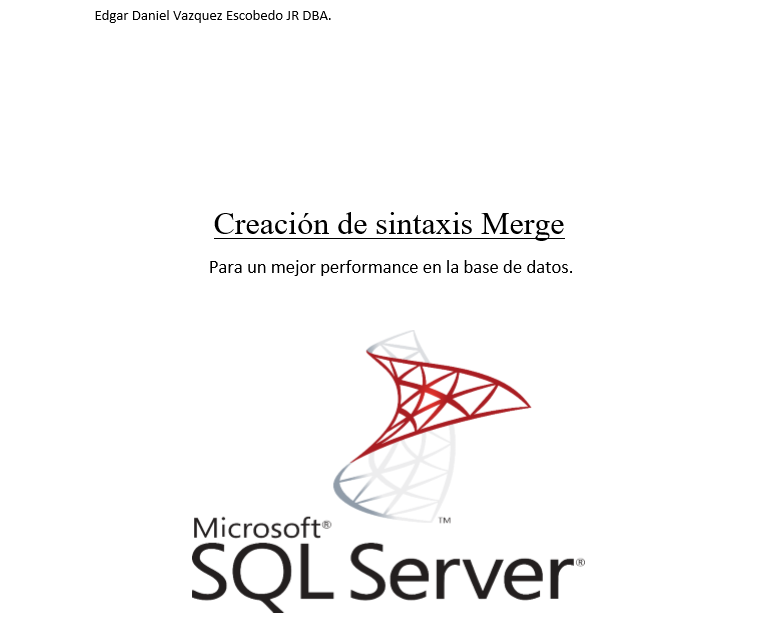 Edgar Daniel Vazquez Escobedo JR DBA.
Creación de sintaxis Merge
Para un mejor performance en la base de datos.
™
Microsoft®
SQL Server®